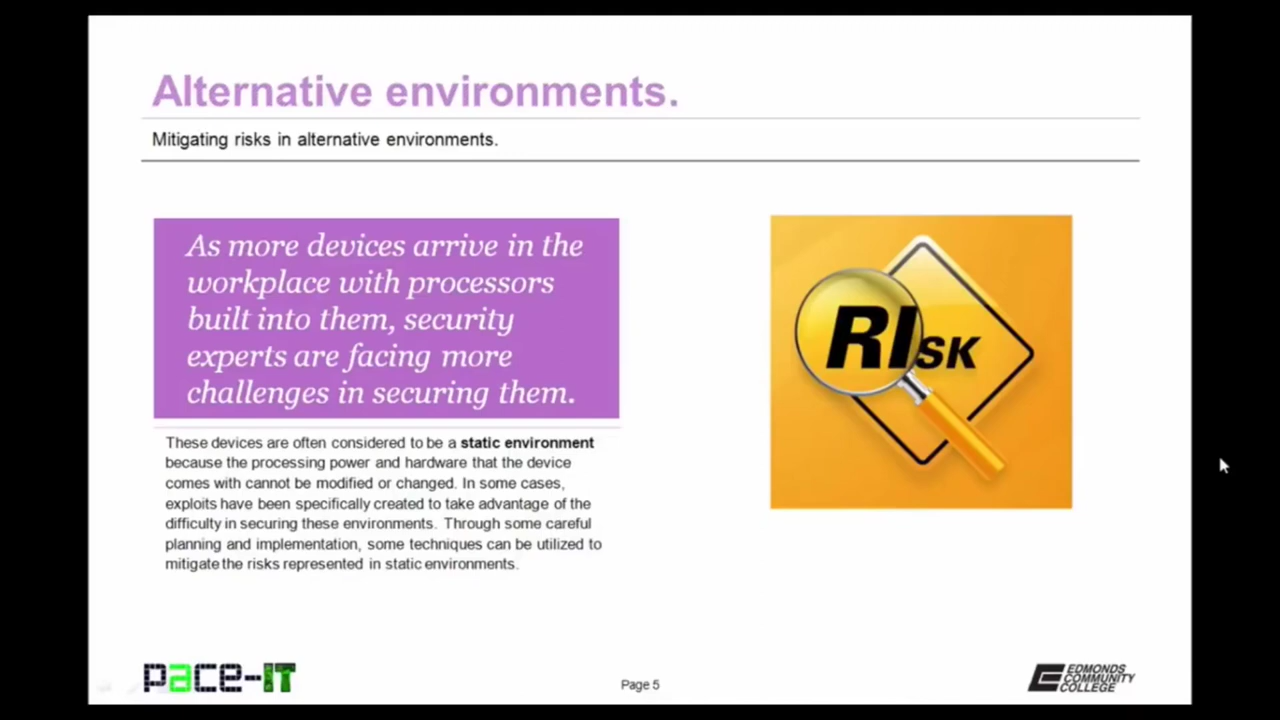 Alternative environments.
Mitigating risks in alternative environments.
As more devices arrive in the
workplace with processors
built into them, security
experts are facing more
challenges in securing them.
These devices are often considered to be a static environment
because the processing power and hardware that the device
comes with cannot be modified or changed. In some cases,
exploits have been specifically created to take advantage of the
difficulty in securing these environments. Through some careful
planning and implementation, some techniques can be utilized to
mitigate the risks represented in static environments.
RISK
pace-IT
Page 5
EDMONDS
COMMUNITY
COLLEGE